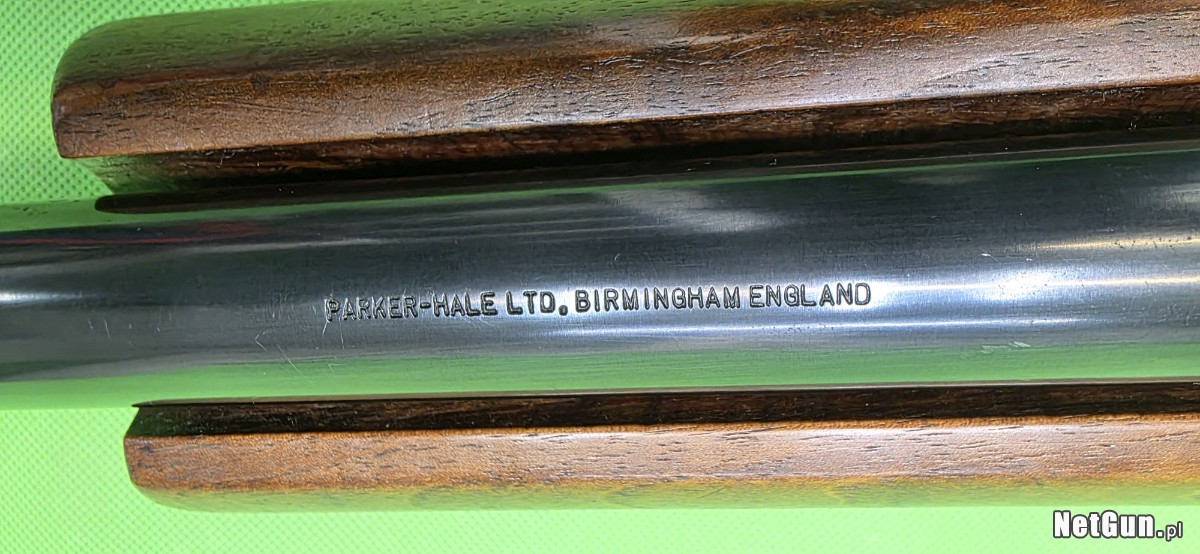 PARKER-HALE LTD. BIRMINGHAM ENGLAND
NetGun.pl